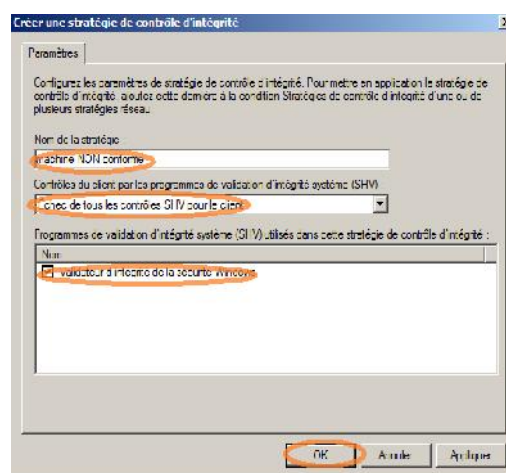 Créer une stratégie de contrôle d'intégrité
Paramètres
Configurez les paramètres de stratégie de contrôle d'intégrité. Pour mettre en application la stratégie de
contrôle d'intégrité, ajoutez cette dernière à la condition Stratégies de contrôle d'intégrité d'une ou de
plusieurs stratégies réseau.
Nom de la stratégie
machine NON conforme
Contrôles du client par les programmes de validation d'intégrité système (SHV)
Echec de tous les contrôles SHV pour le client
Programmes de validation d'intégrité système (SHV) utilisés dans cette stratégie de contrôle d'intégrité :
Nom
Validateur d'intégrité de la sécurité Windows
OK
Annuler
Appliquer